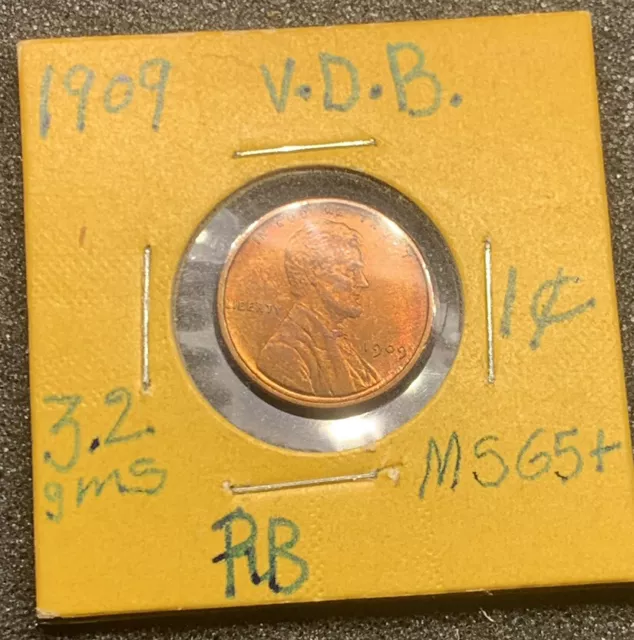 1909 V.D.B.
LIBERTY
1909
1¢
3.2
gms
MS65+
RB